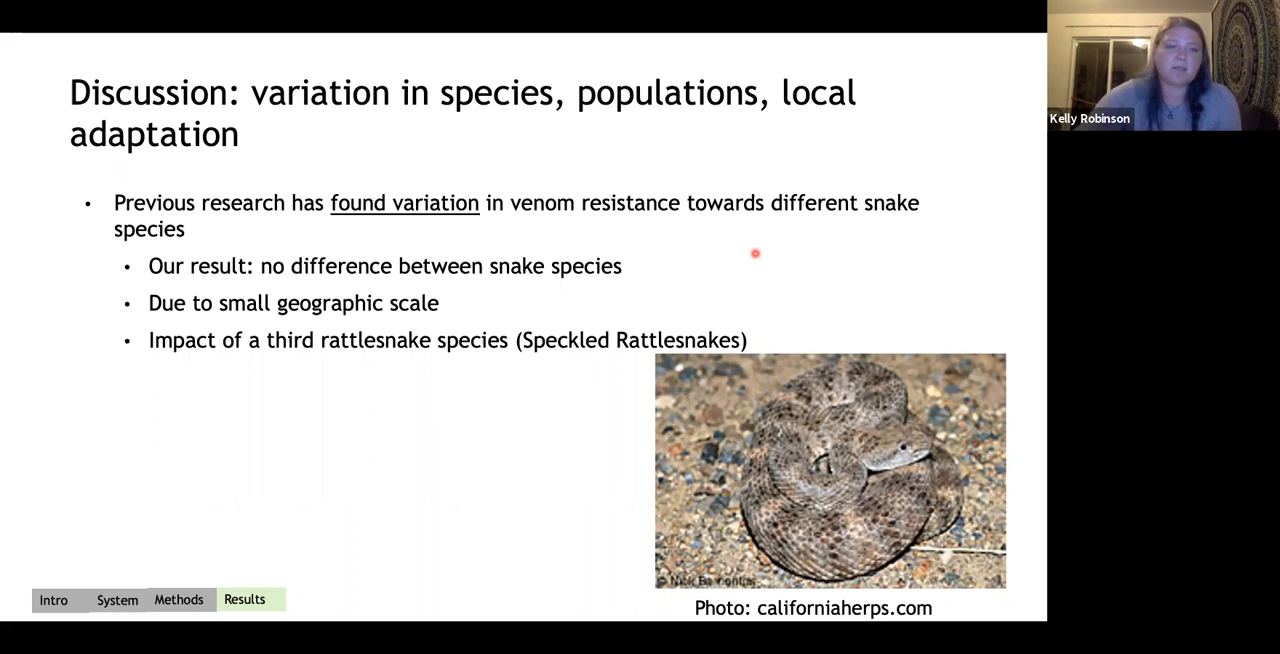 Discussion: variation in species, populations, local
adaptation
Kelly Robinson
• Previous research has found variation in venom resistance towards different snake
species
• Our result: no difference between snake species
• Due to small geographic scale
• Impact of a third rattlesnake species (Speckled Rattlesnakes)
© Nick
Photo: californiaherps.com
Intro System Methods Results